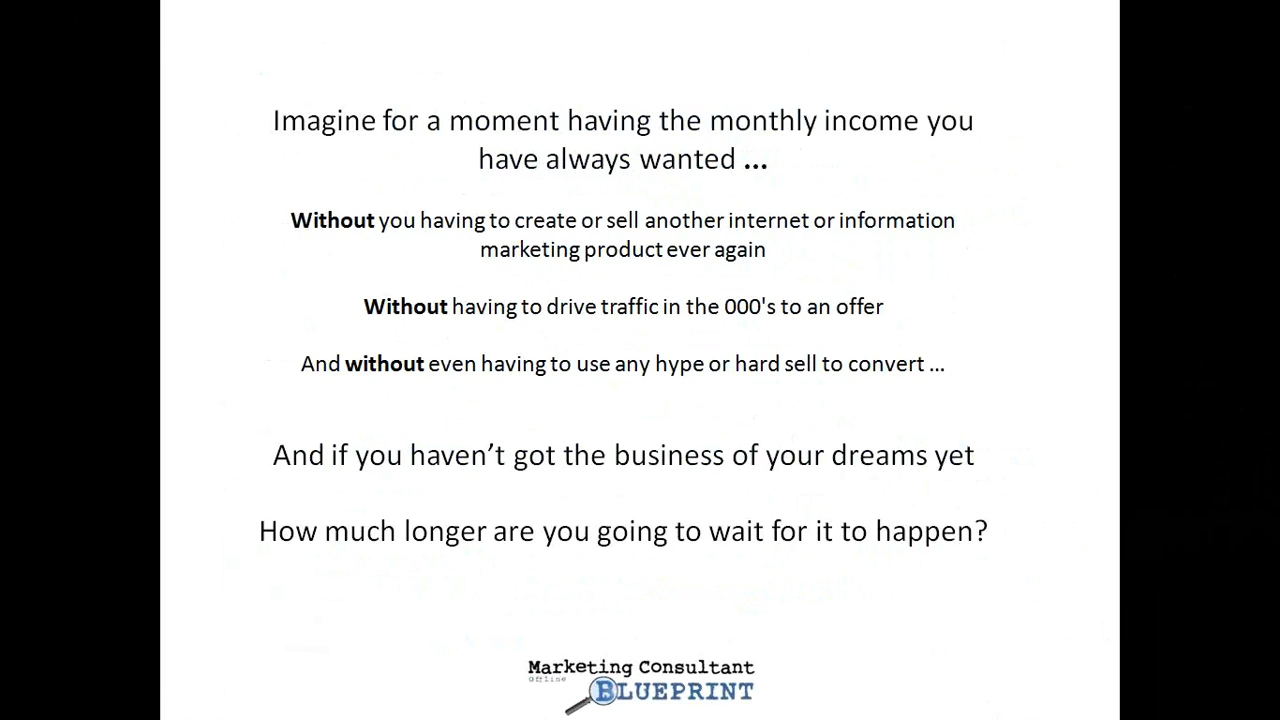 Imagine for a moment having the monthly income you
have always wanted ...
Without you having to create or sell another internet or information
marketing product ever again
Without having to drive traffic in the 000's to an offer
And without even having to use any hype or hard sell to convert ...
And if you haven’t got the business of your dreams yet
How much longer are you going to wait for it to happen?
Marketing Consultant
Offline
BLUEPRINT